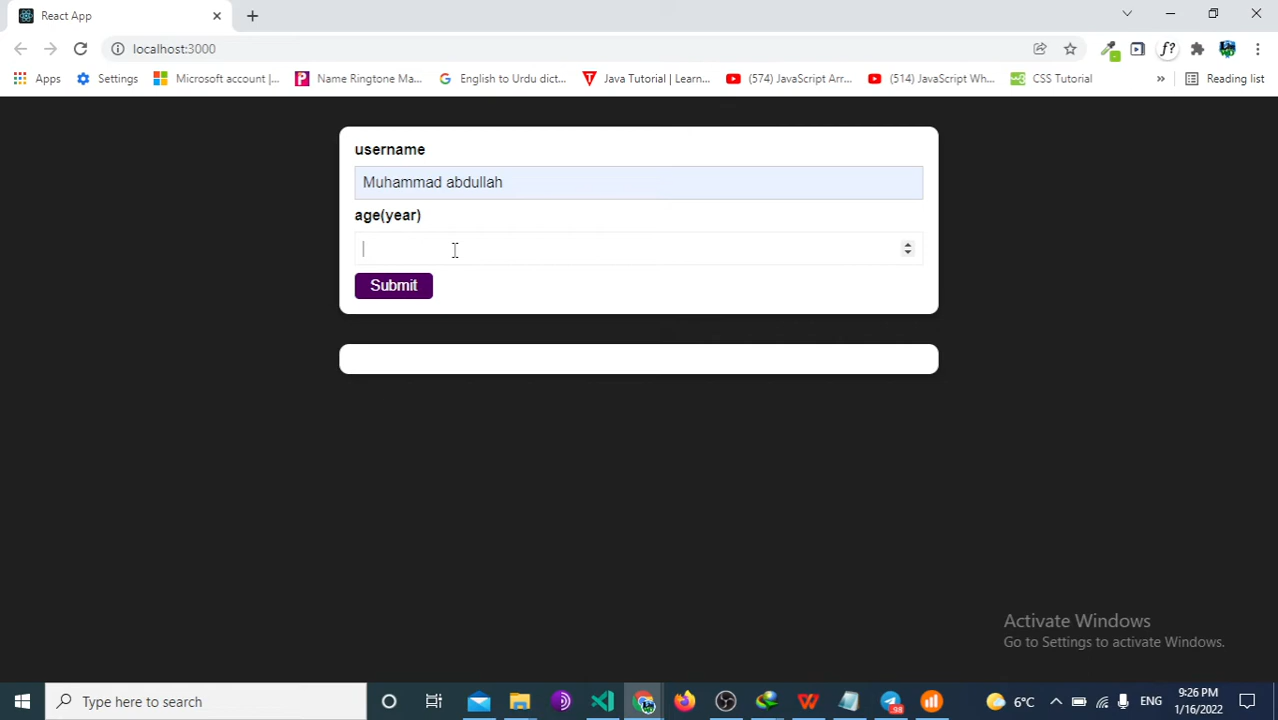 React App
localhost:3000
Apps Settings Microsoft account |... Name Ringtone Ma... English to Urdu dict... Java Tutorial | Learn... (574) JavaScript Arr... (514) JavaScript Wh... CSS Tutorial » Reading list
username
Muhammad abdullah
age(year)
Submit
Activate Windows
Go to Settings to activate Windows.
Type here to search
98
6°C
ENG
9:26 PM
1/16/2022